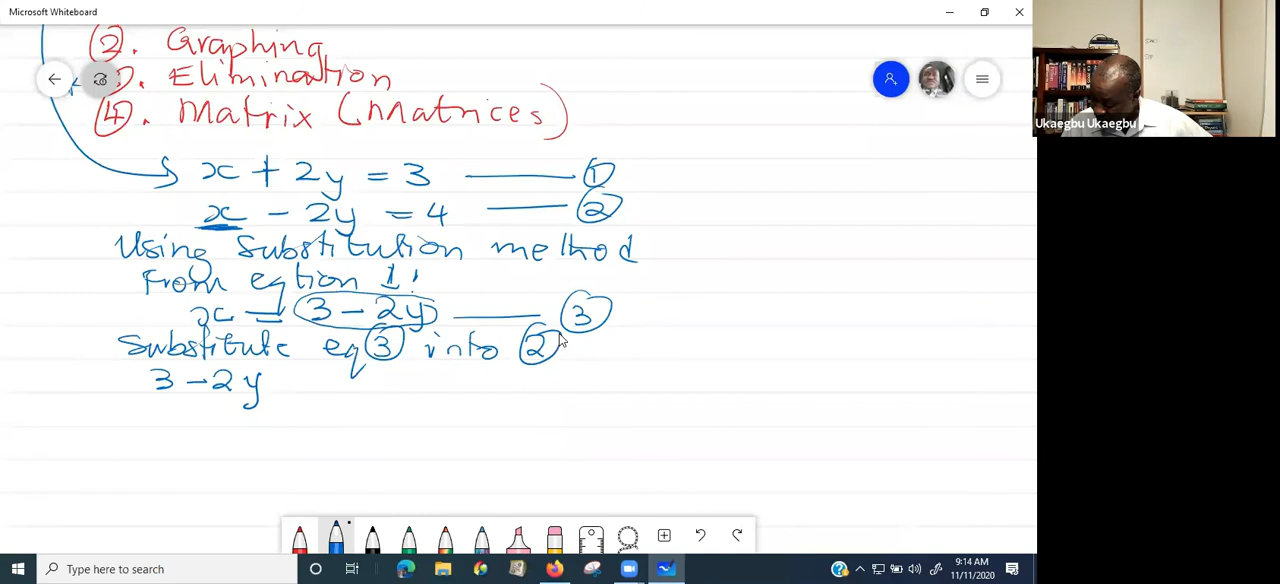 Microsoft Whiteboard
②. Graphing
. Elimination
④. Matrix (Matrices)
x + 2y = 3 ——— ①
x - 2y = 4 ——— ②
Using Substitution method
From eqtion 1:
x = 3 - 2y ——— ③
Substitute eq ③ into ②
3 - 2y
Ukaegbu Ukaegbu
Type here to search
9:14 AM
11/11/2020